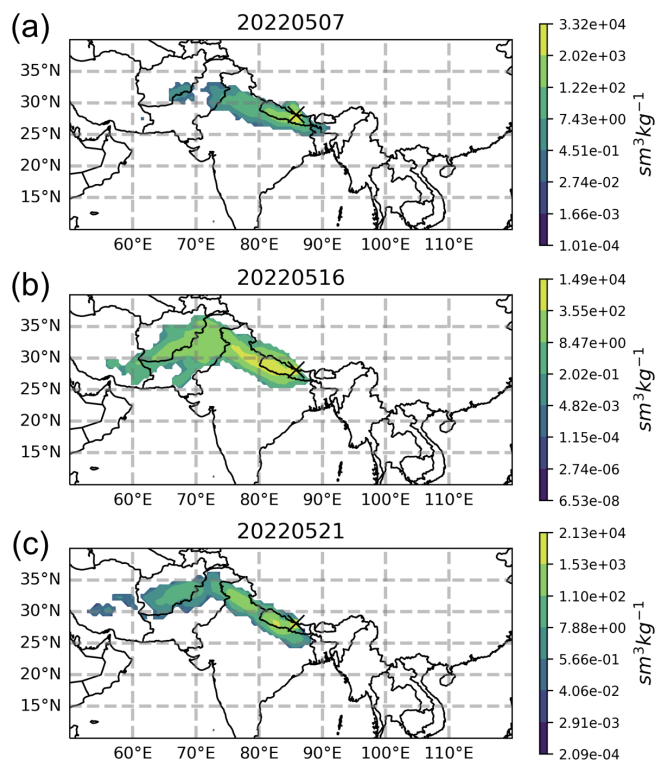 (a)
20220507
35°N
30°N
25°N
20°N
15°N
60°E 70°E 80°E 90°E 100°E 110°E
3.32e+04
2.02e+03
1.22e+02
7.43e+00
4.51e-01
2.74e-02
1.66e-03
1.01e-04
sm³kg⁻¹
(b)
20220516
35°N
30°N
25°N
20°N
15°N
60°E 70°E 80°E 90°E 100°E 110°E
1.49e+04
3.55e+02
8.47e+00
2.02e-01
4.82e-03
1.15e-04
2.74e-06
6.53e-08
sm³kg⁻¹
(c)
20220521
35°N
30°N
25°N
20°N
15°N
60°E 70°E 80°E 90°E 100°E 110°E
2.13e+04
1.53e+03
1.10e+02
7.88e+00
5.66e-01
4.06e-02
2.91e-03
2.09e-04
sm³kg⁻¹